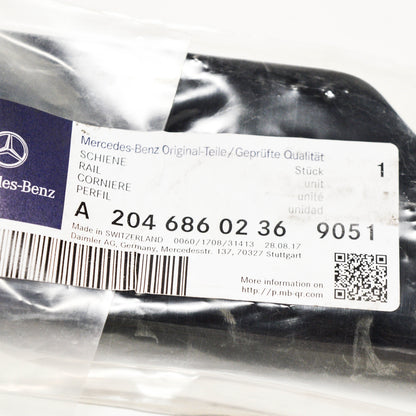 Mercedes-Benz Original-Teile/Geprüfte Qualität
SCHIENE Stück 1
RAIL unit
CORNIERE unité
PERFIL unidad
des-Benz
A 204 686 02 36 9051
Made in SWITZERLAND 0060/1708/31413 28.08.17
Daimler AG, Germany, Mercedesstr. 137, 70327 Stuttgart
More information on
http://p.mb-qr.com/